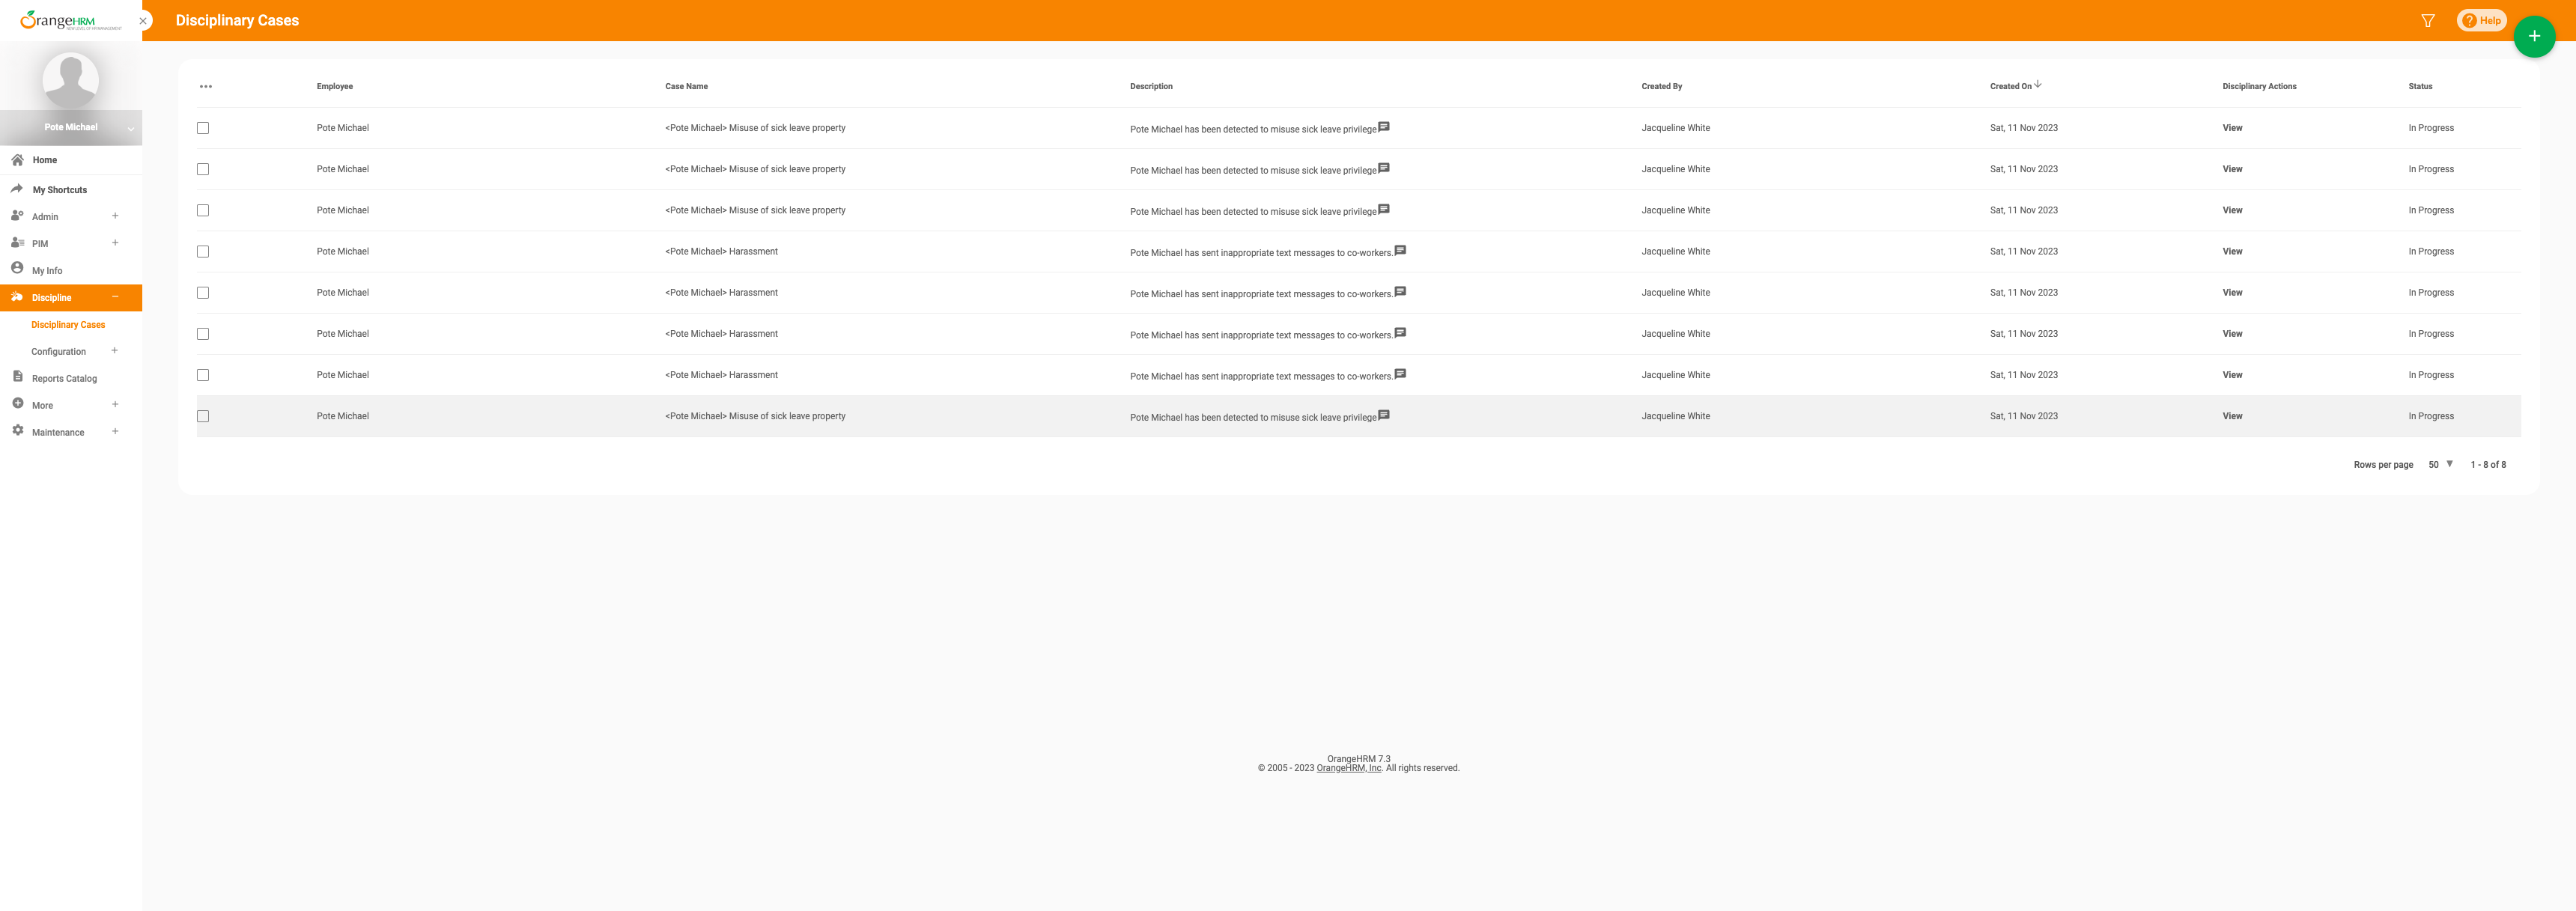 OrangeHRM
NEW LEVEL OF HR MANAGEMENT
Disciplinary Cases
? Help
+
Pote Michael
Home
My Shortcuts
Admin +
PIM +
My Info
Discipline −
Disciplinary Cases
Configuration +
Reports Catalog
More +
Maintenance +
Employee Case Name Description Created By Created On Disciplinary Actions Status
Pote Michael <Pote Michael> Misuse of sick leave property Pote Michael has been detected to misuse sick leave privilege Jacqueline White Sat, 11 Nov 2023 View In Progress
Pote Michael <Pote Michael> Misuse of sick leave property Pote Michael has been detected to misuse sick leave privilege Jacqueline White Sat, 11 Nov 2023 View In Progress
Pote Michael <Pote Michael> Misuse of sick leave property Pote Michael has been detected to misuse sick leave privilege Jacqueline White Sat, 11 Nov 2023 View In Progress
Pote Michael <Pote Michael> Harassment Pote Michael has sent inappropriate text messages to co-workers. Jacqueline White Sat, 11 Nov 2023 View In Progress
Pote Michael <Pote Michael> Harassment Pote Michael has sent inappropriate text messages to co-workers. Jacqueline White Sat, 11 Nov 2023 View In Progress
Pote Michael <Pote Michael> Harassment Pote Michael has sent inappropriate text messages to co-workers. Jacqueline White Sat, 11 Nov 2023 View In Progress
Pote Michael <Pote Michael> Harassment Pote Michael has sent inappropriate text messages to co-workers. Jacqueline White Sat, 11 Nov 2023 View In Progress
Pote Michael <Pote Michael> Misuse of sick leave property Pote Michael has been detected to misuse sick leave privilege Jacqueline White Sat, 11 Nov 2023 View In Progress
Rows per page 50 1 - 8 of 8
OrangeHRM 7.3
© 2005 - 2023 OrangeHRM, Inc. All rights reserved.